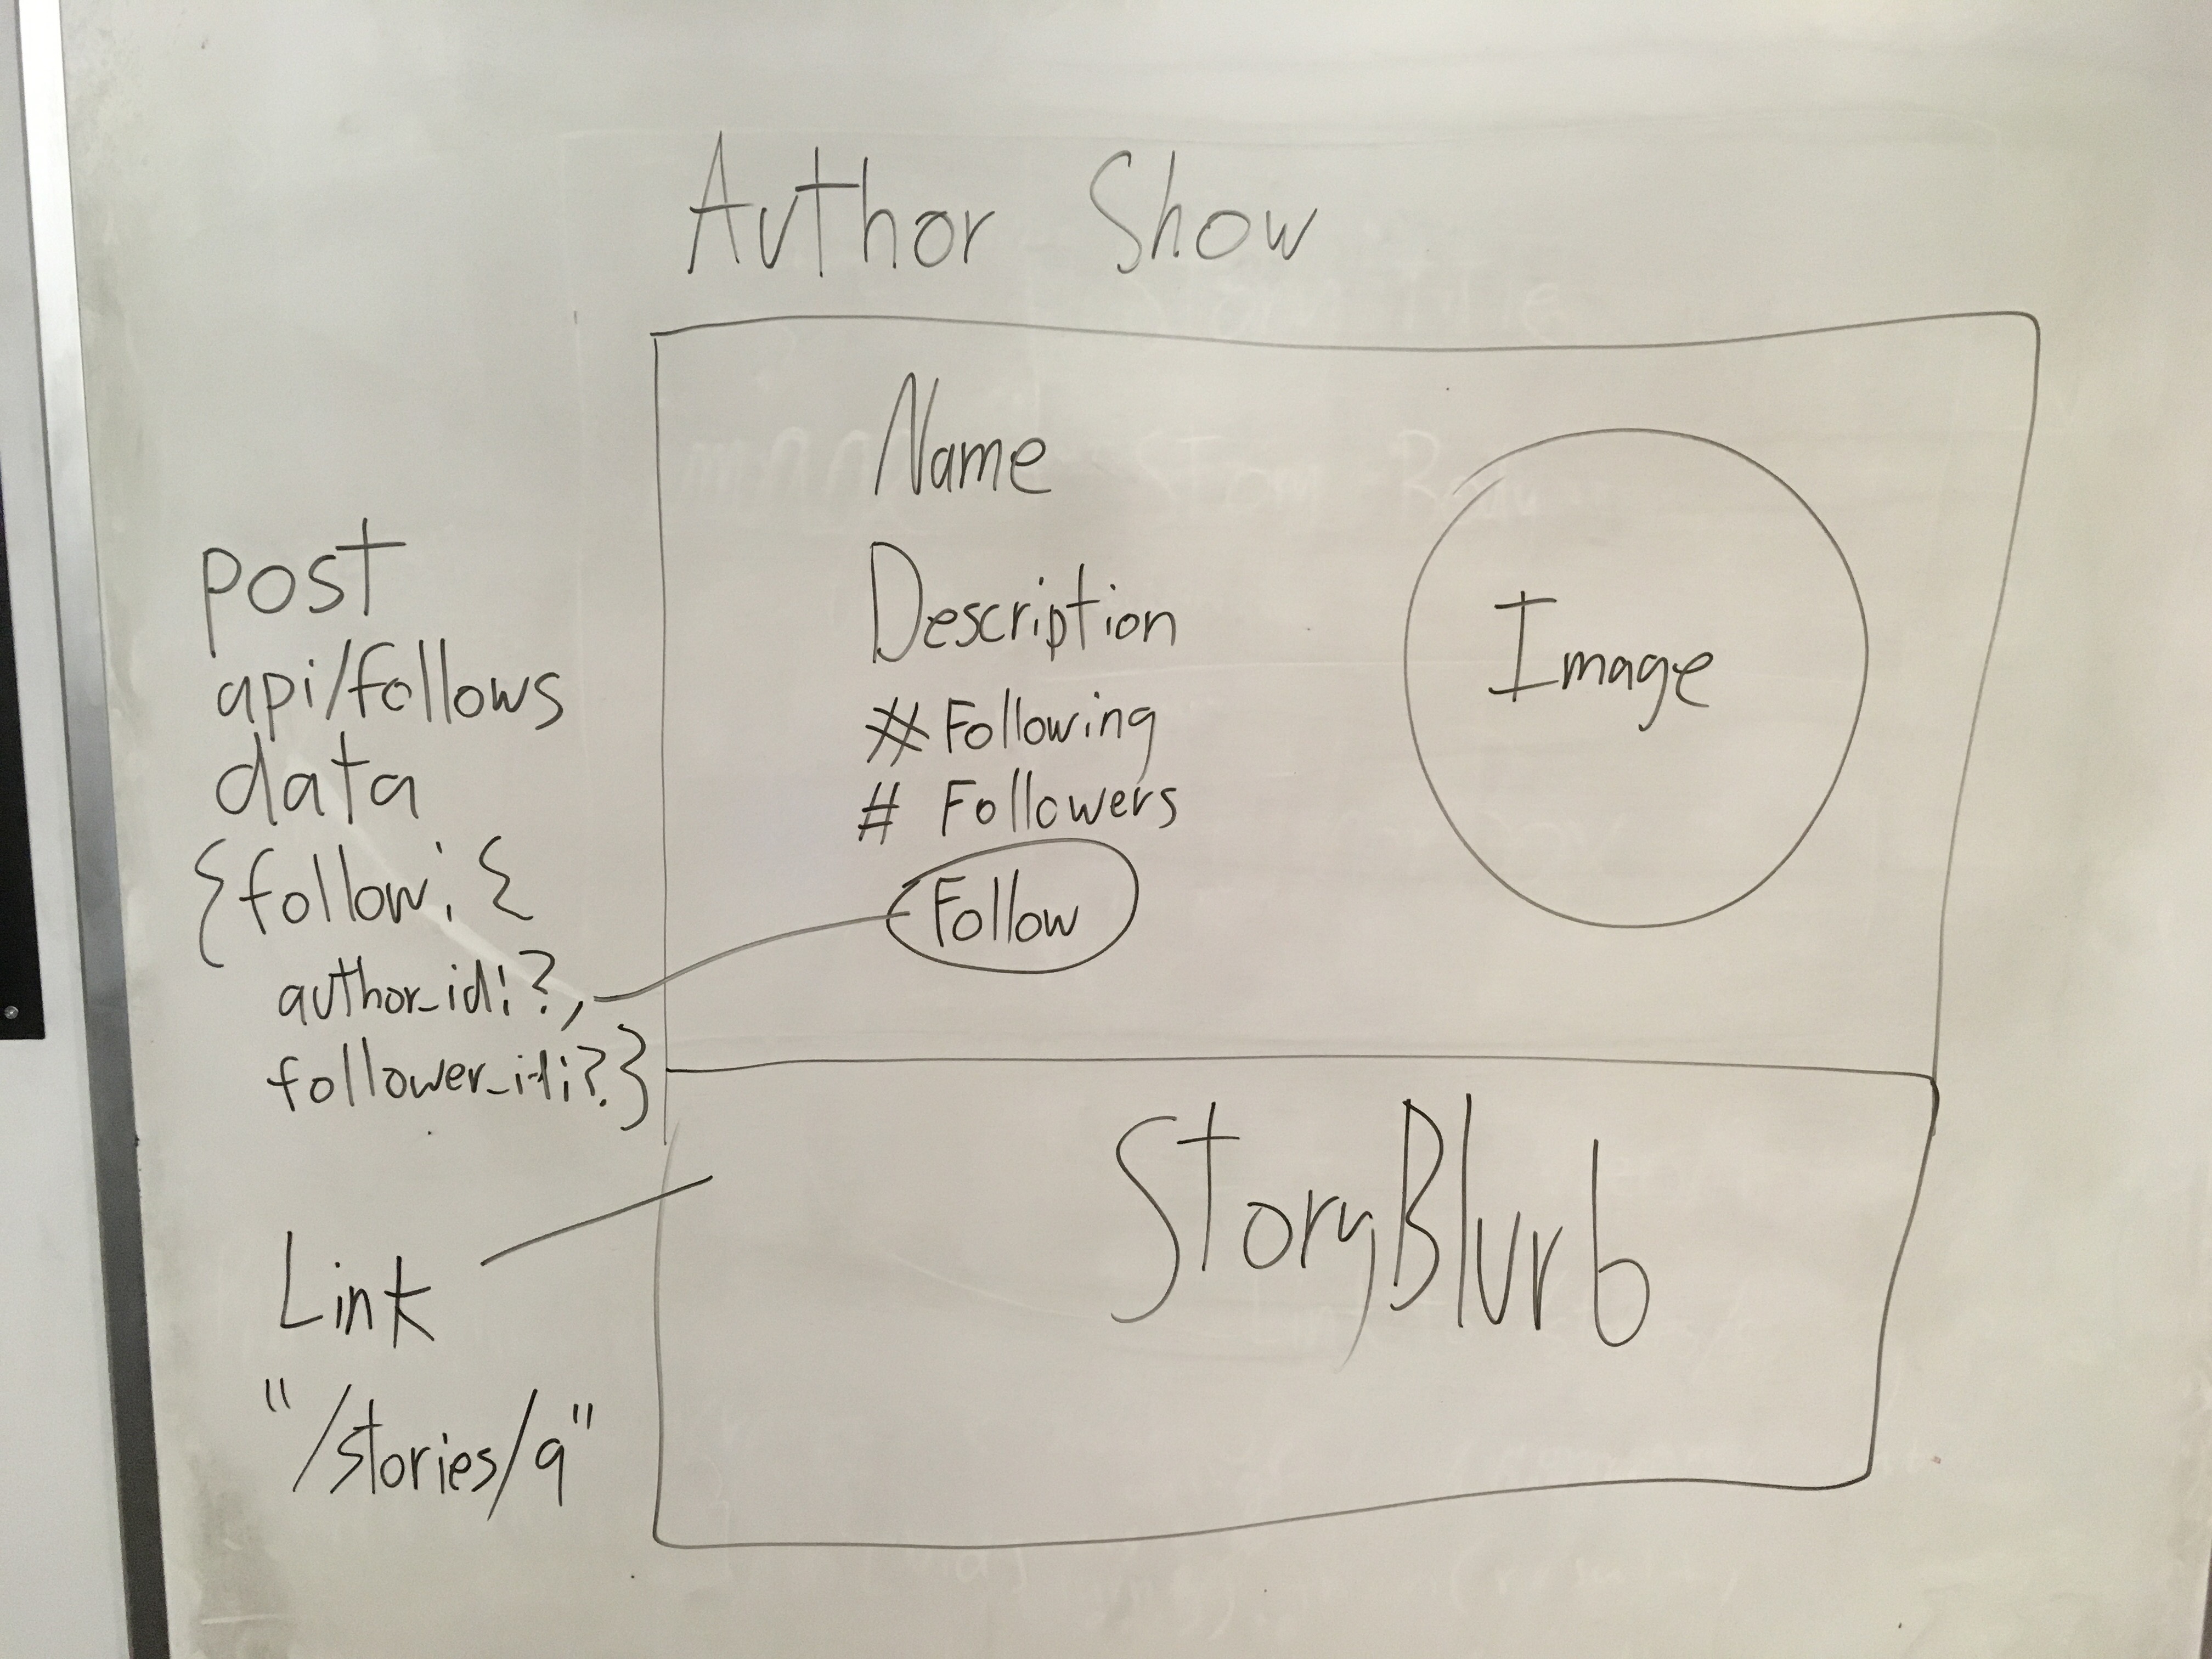 Author Show
Name
Description
# Following
# Followers
Follow
Image
post
api/follows
data
{follow: {
author_id:?,
follower_id:?}
StoryBlurb
Link
"/stories/9"